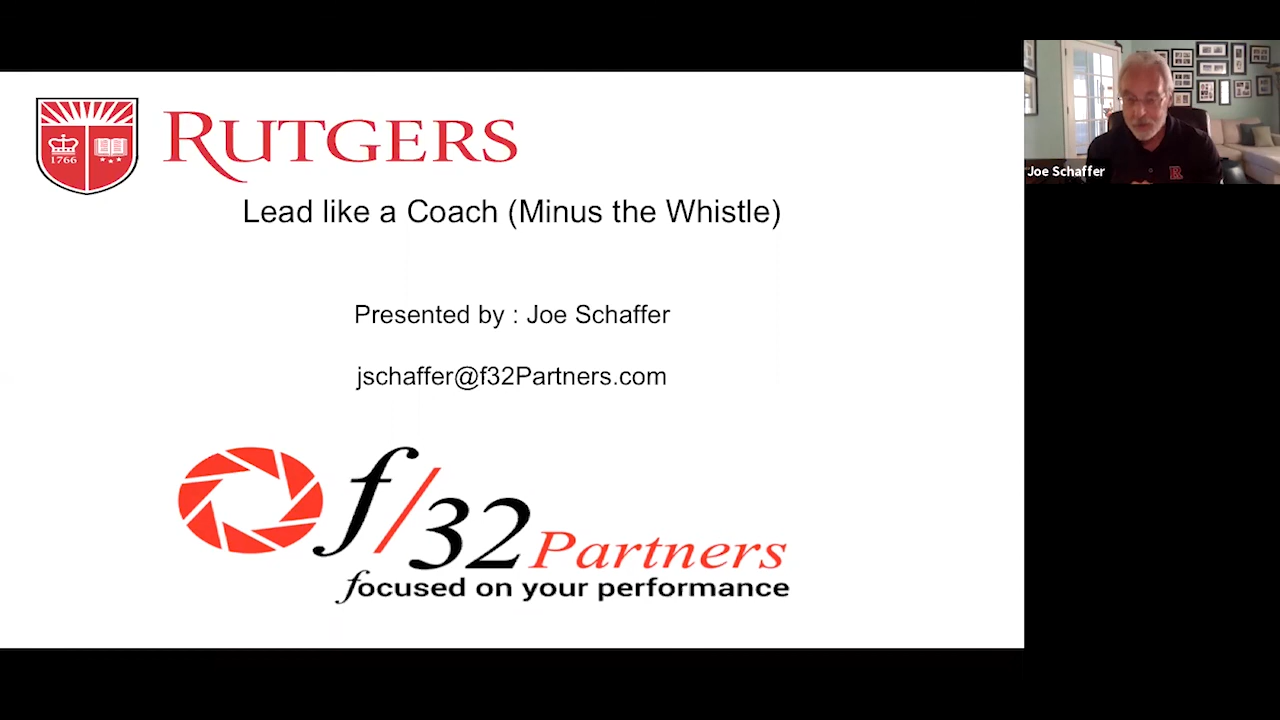 1766
RUTGERS
Lead like a Coach (Minus the Whistle)
Presented by : Joe Schaffer
jschaffer@f32Partners.com
f/32 Partners
focused on your performance
Joe Schaffer
R